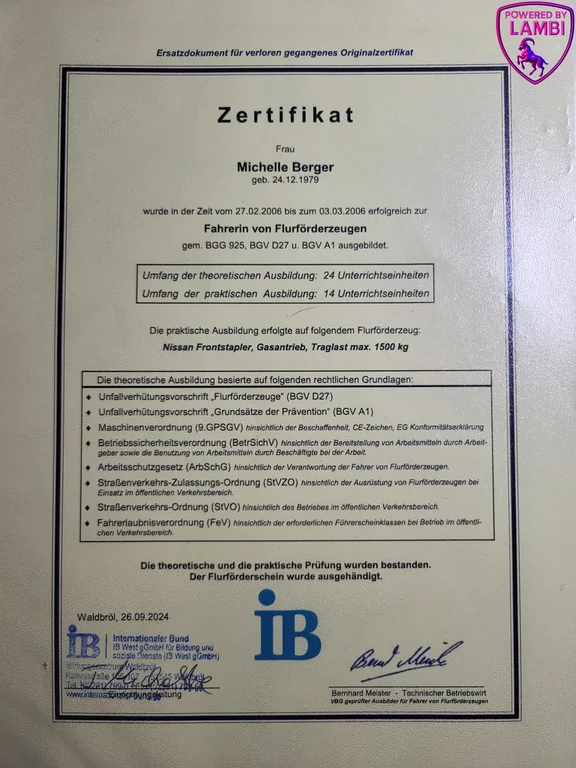 POWERED BY
LAMBI
Ersatzdokument für verloren gegangenes Originalzertifikat
Zertifikat
Frau
Michelle Berger
geb. 24.12.1979
wurde in der Zeit vom 27.02.2006 bis zum 03.03.2006 erfolgreich zur
Fahrerin von Flurförderzeugen
gem. BGG 925, BGV D27 u. BGV A1 ausgebildet.
Umfang der theoretischen Ausbildung: 24 Unterrichtseinheiten
Umfang der praktischen Ausbildung: 14 Unterrichtseinheiten
Die praktische Ausbildung erfolgte auf folgendem Flurförderzeug:
Nissan Frontstapler, Gasantrieb, Traglast max. 1500 kg
Die theoretische Ausbildung basierte auf folgenden rechtlichen Grundlagen:
Unfallverhütungsvorschrift „Flurförderzeuge" (BGV D27)
Unfallverhütungsvorschrift „Grundsätze der Prävention" (BGV A1)
Maschinenverordnung (9.GPSGV) hinsichtlich der Beschaffenheit, CE-Zeichen, EG Konformitätserklärung
Betriebssicherheitsverordnung (BetrSichV) hinsichtlich der Bereitstellung von Arbeitsmitteln durch Arbeit-
geber sowie die Benutzung von Arbeitsmitteln durch Beschäftigte bei der Arbeit.
Arbeitsschutzgesetz (ArbSchG) hinsichtlich der Verantwortung der Fahrer von Flurförderzeugen.
Straßenverkehrs-Zulassungs-Ordnung (StVZO) hinsichtlich der Ausrüstung von Flurförderzeugen bei
Einsatz im öffentlichen Verkehrsbereich.
Straßenverkehrs-Ordnung (StVO) hinsichtlich des Betriebes im öffentlichen Verkehrsbereich.
Fahrerlaubnisverordnung (FeV) hinsichtlich der erforderlichen Führerscheinklassen bei Betrieb im öffentli-
chen Verkehrsbereich.
Die theoretische und die praktische Prüfung wurden bestanden.
Der Flurförderschein wurde ausgehändigt.
Waldbröl, 26.09.2024
iB
Internationaler Bund
IB West gGmbH für Bildung und
soziale Dienste (IB West gGmbH)
Waldbröl
www.internationaler-bund.de
iB
Bernd Meister
Bernhard Meister - Technischer Betriebswirt
VBG geprüfter Ausbilder für Fahrer von Flurförderzeugen